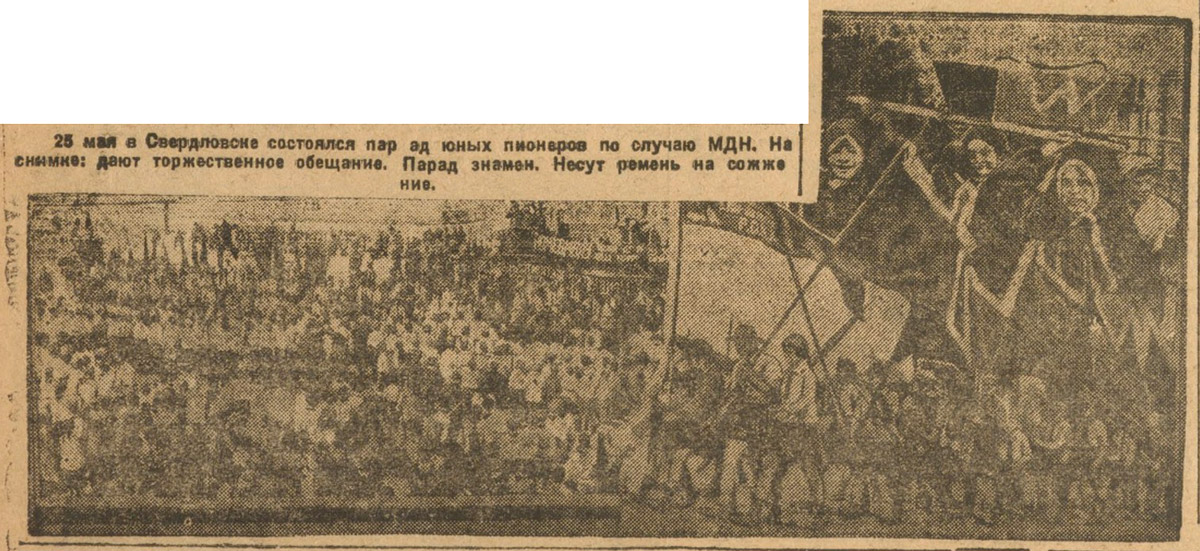 25 мая в Свердловске состоялся пар ад юных пионеров по случаю МДН. На
снимке: дают торжественное обещание. Парад знамен. Несут ремень на сожже
ние.